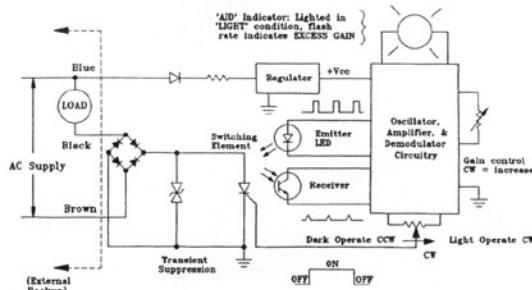 'AID' Indicator: Lighted in
"LIGHT" condition, flash
rate indicates EXCESS GAIN
Blue
Regulator
+Vcc
LOAD
Oscillator,
Amplifier, &
Demodulator
Circuitry
Black
Switching
Element
Emitter
LED
AC Supply
Gain control
CW = increase
Receiver
Brown
Dark Operate CCW
Light Operate CW
CW
Transient
Suppression
ON
OFF
OFF
(External